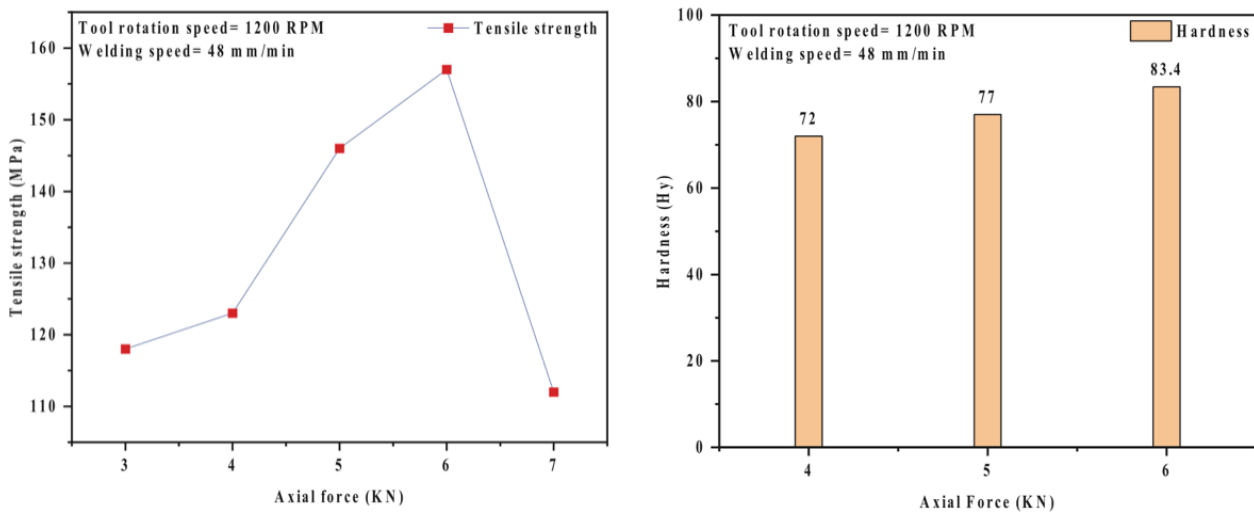 Tool rotation speed= 1200 RPM
Welding speed= 48 mm/min
Tensile strength
160
150
140
130
120
110
Tensile strength (MPa)
3 4 5 6 7
Axial force (KN)
Tool rotation speed= 1200 RPM
Welding speed= 48 mm/min
Hardness
100
80
60
40
20
0
Hardness (Hy)
72
77
83.4
4 5 6
Axial Force (KN)